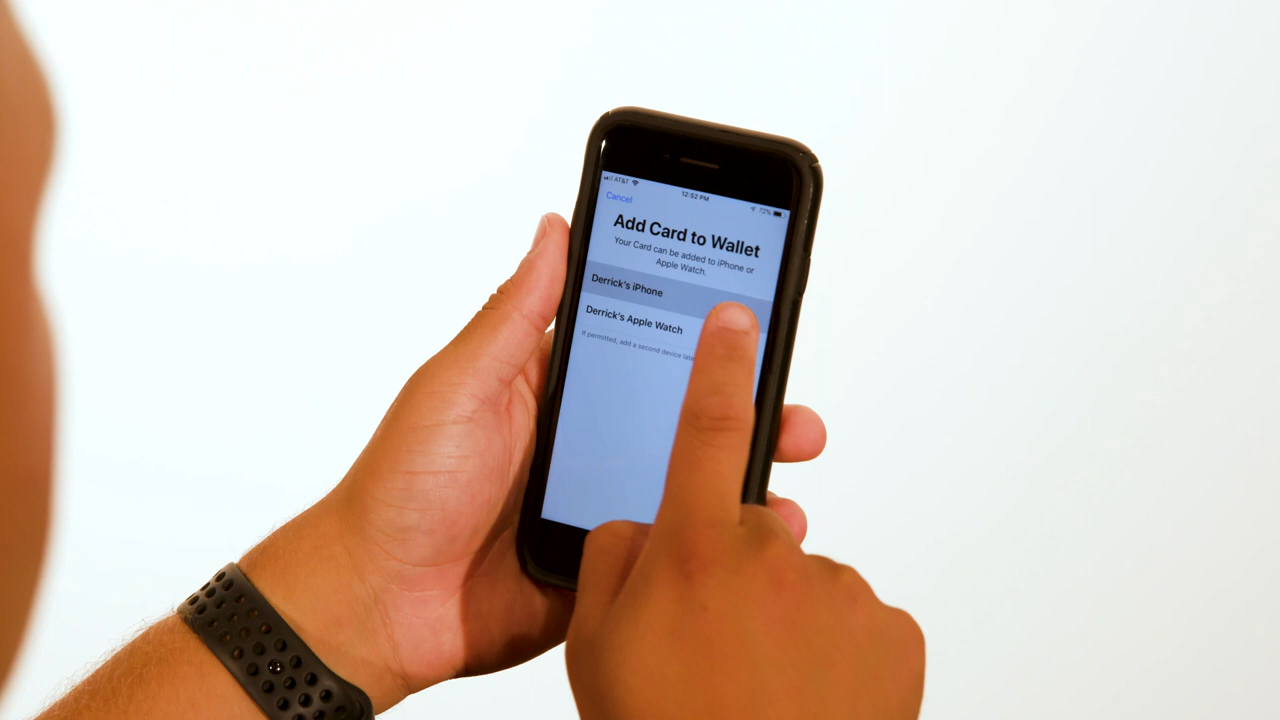 AT&T 12:52 PM 72%
Cancel
Add Card to Wallet
Your Card can be added to iPhone or
Apple Watch.
Derrick's iPhone
Derrick's Apple Watch
If permitted, add a second device